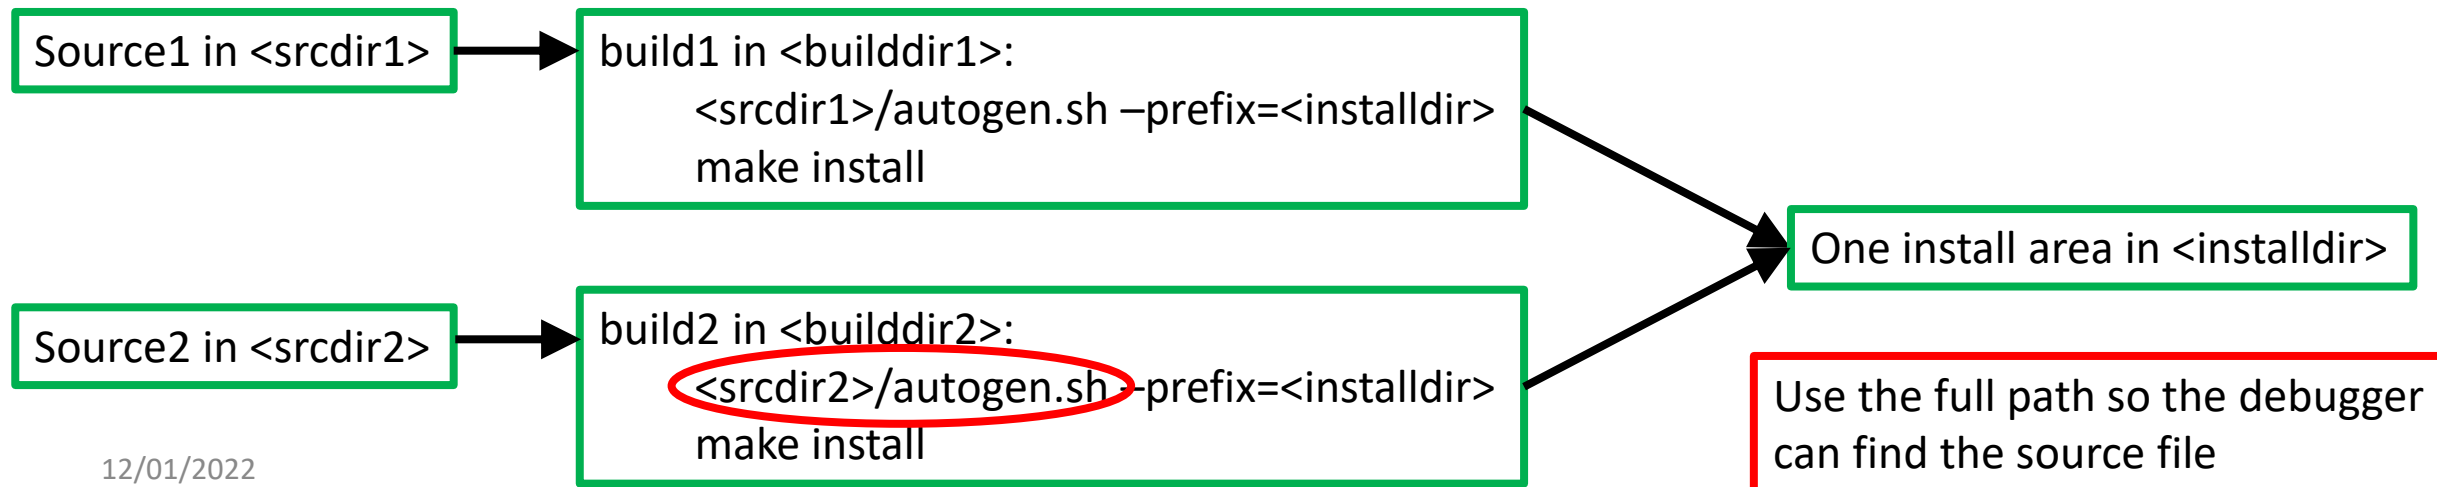 Source1 in <srcdir1>
build1 in <builddir1>:
<srcdir1>/autogen.sh –prefix=<installdir>
make install
One install area in <installdir>
Source2 in <srcdir2>
build2 in <builddir2>:
<srcdir2>/autogen.sh –prefix=<installdir>
make install
Use the full path so the debugger
can find the source file
12/01/2022